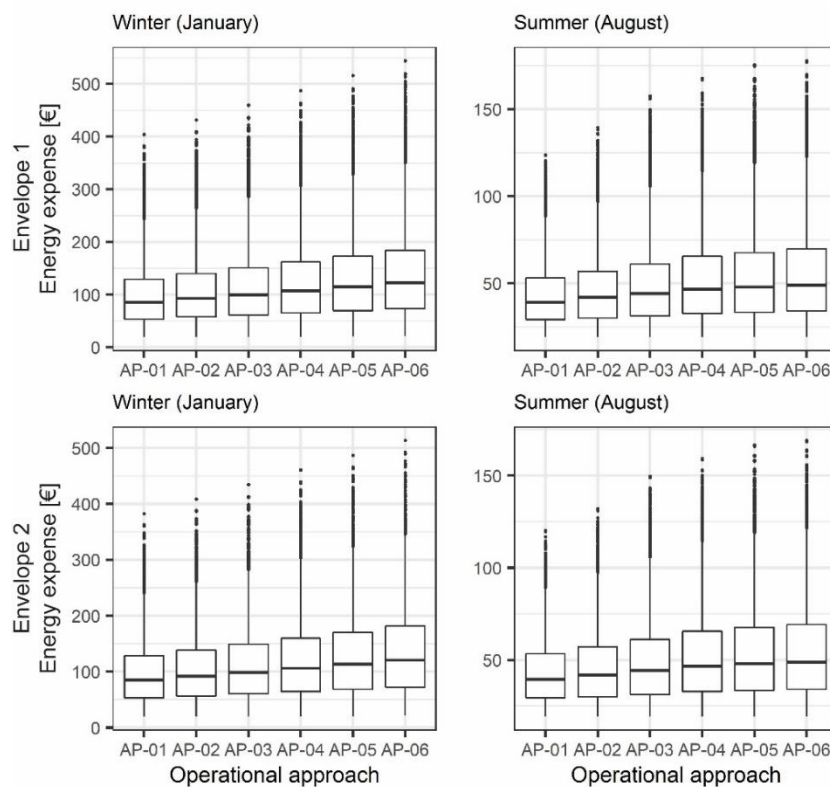 Winter (January)
Summer (August)
Envelope 1
Energy expense [€]
500
400
300
200
100
0
150
100
50
AP-01 AP-02 AP-03 AP-04 AP-05 AP-06
AP-01 AP-02 AP-03 AP-04 AP-05 AP-06
Winter (January)
Summer (August)
Envelope 2
Energy expense [€]
500
400
300
200
100
0
150
100
50
AP-01 AP-02 AP-03 AP-04 AP-05 AP-06
AP-01 AP-02 AP-03 AP-04 AP-05 AP-06
Operational approach
Operational approach